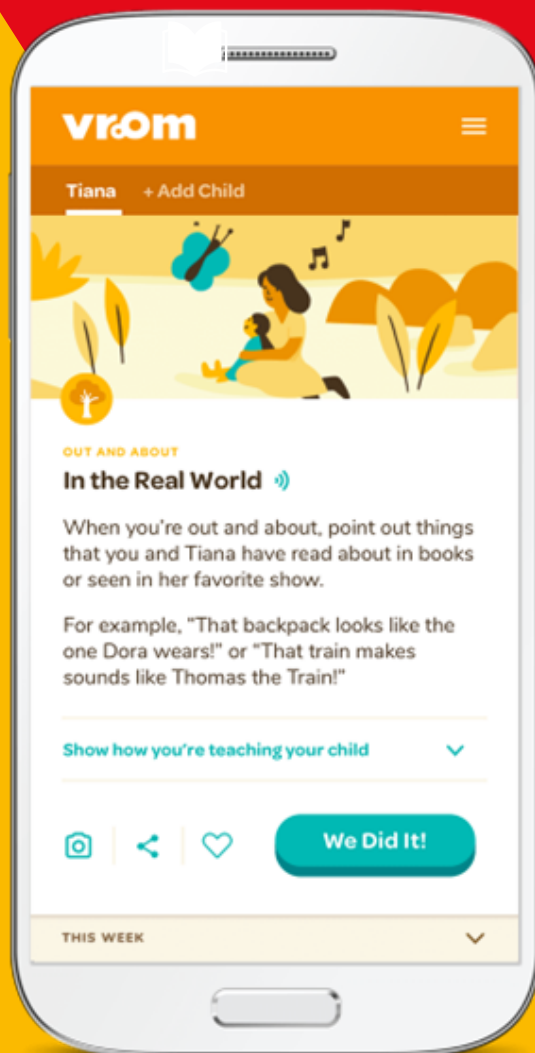 vroom
Tiana + Add Child
OUT AND ABOUT
In the Real World
When you’re out and about, point out things
that you and Tiana have read about in books
or seen in her favorite show.
For example, “That backpack looks like the
one Dora wears!” or “That train makes
sounds like Thomas the Train!”
Show how you’re teaching your child
We Did It!
THIS WEEK